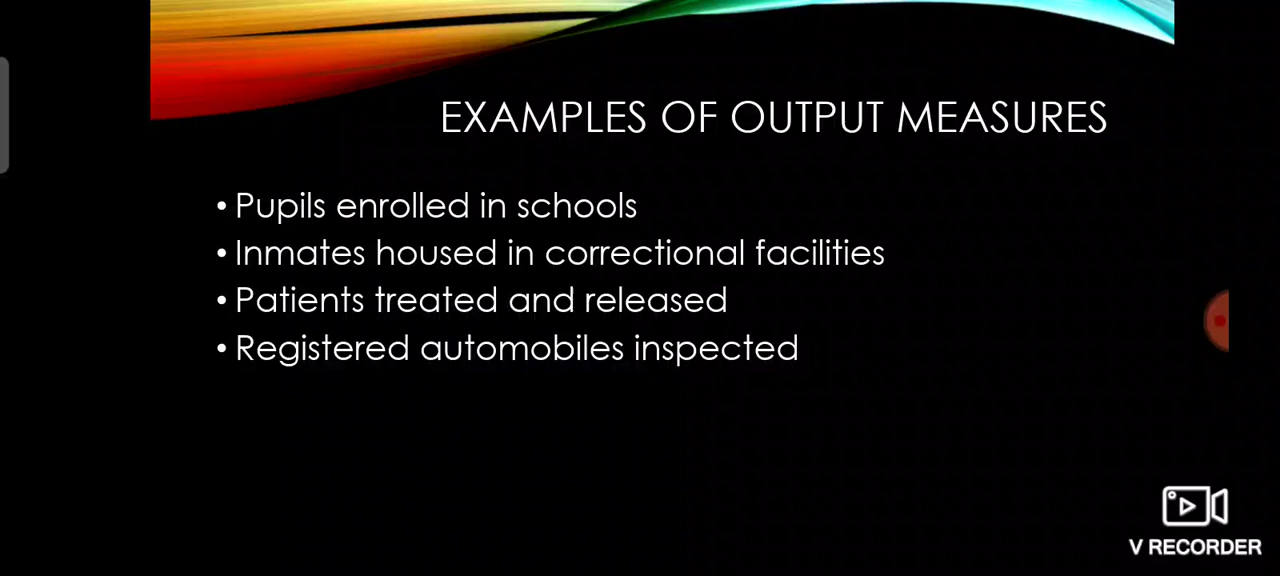 EXAMPLES OF OUTPUT MEASURES
• Pupils enrolled in schools
• Inmates housed in correctional facilities
• Patients treated and released
• Registered automobiles inspected
V RECORDER